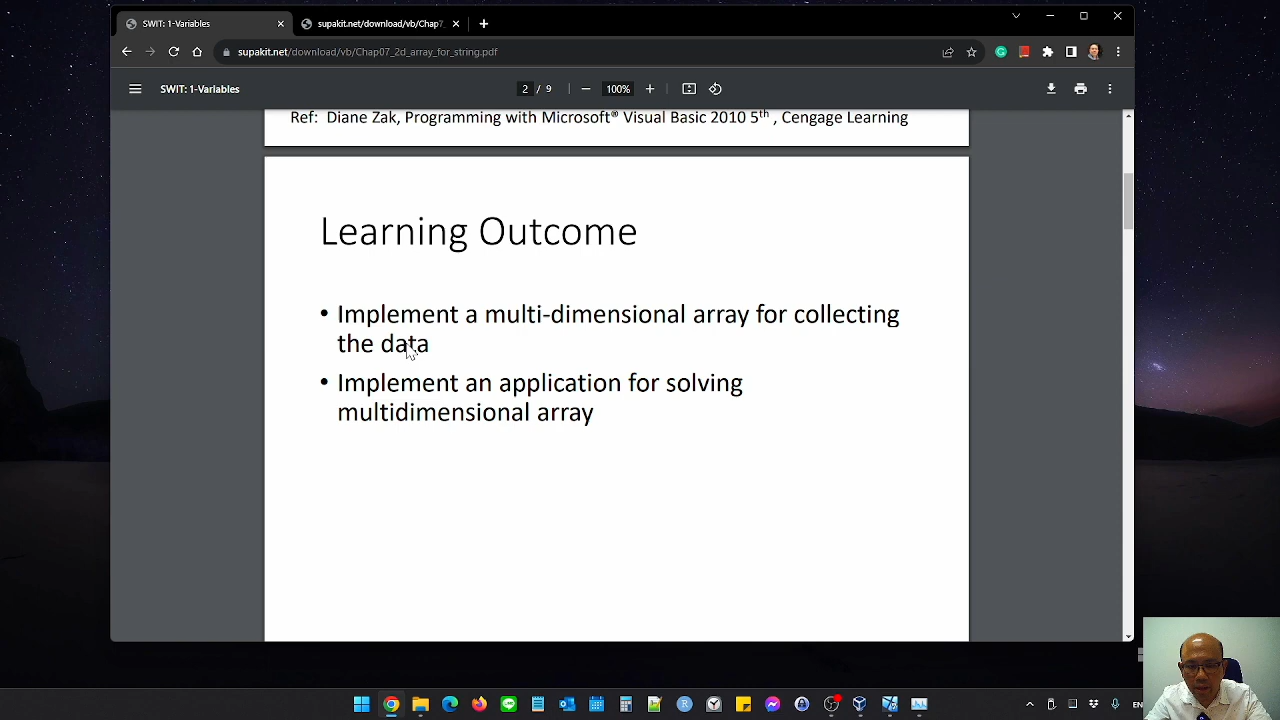 SWIT: 1-Variables
supakit.net/download/vb/Chap7_
supakit.net/download/vb/Chap07_2d_array_for_string.pdf
SWIT: 1-Variables
2 / 9
100%
Ref: Diane Zak, Programming with Microsoft® Visual Basic 2010 5th , Cengage Learning
Learning Outcome
• Implement a multi-dimensional array for collecting
the data
• Implement an application for solving
multidimensional array
EN